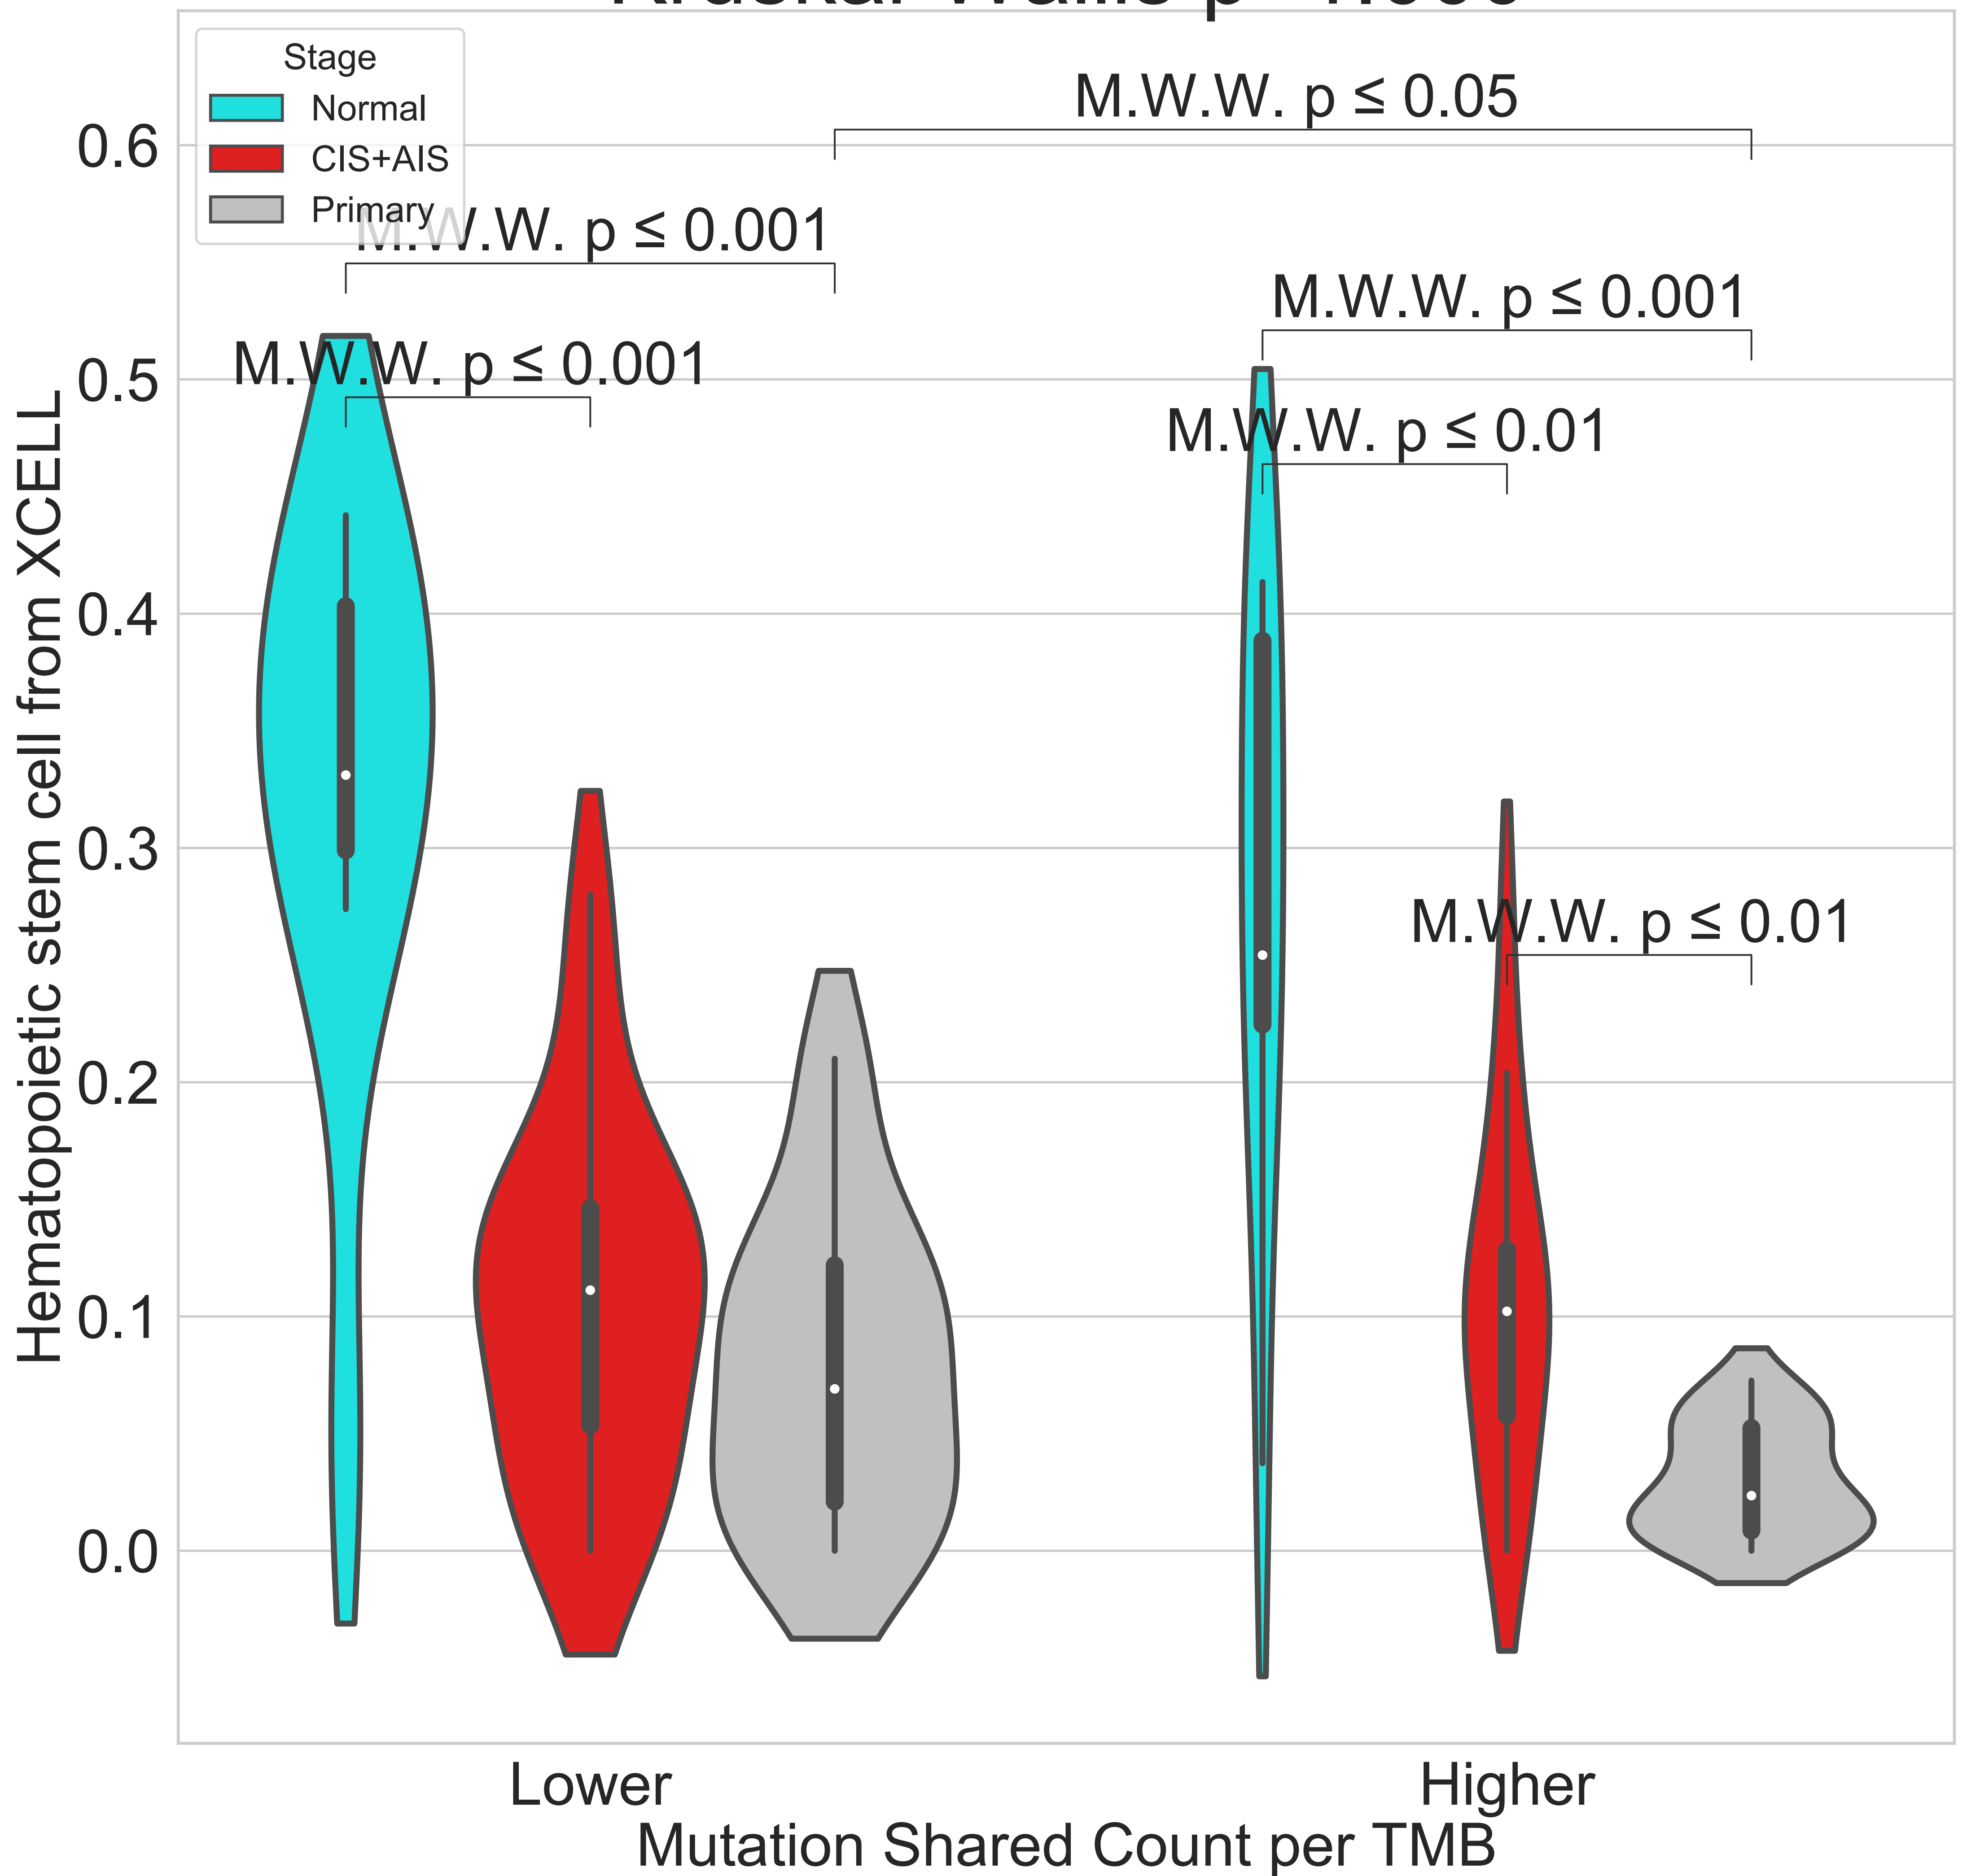 Stage
Normal
CIS+AIS
Primary
M.W.W. p ≤ 0.05
M.W.W. p ≤ 0.001
M.W.W. p ≤ 0.001
M.W.W. p ≤ 0.001
M.W.W. p ≤ 0.01
M.W.W. p ≤ 0.01
0.6
0.5
0.4
0.3
0.2
0.1
0.0
Hematopoietic stem cell from XCELL
Lower
Higher
Mutation Shared Count per TMB